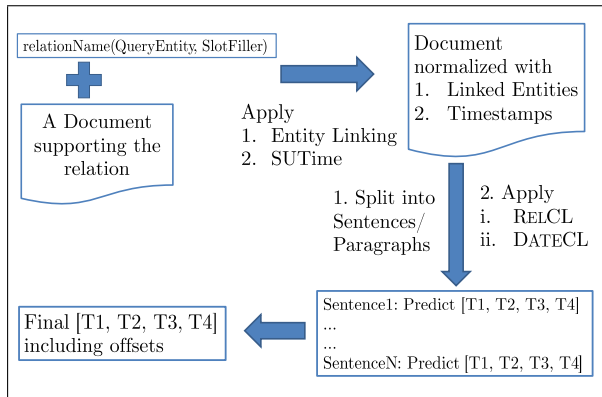 relationName(QueryEntity, SlotFiller)
A Document
supporting the
relation
Apply
1. Entity Linking
2. SUTime
Document
normalized with
1. Linked Entities
2. Timestamps
1. Split into
Sentences/
Paragraphs
2. Apply
i. RELCL
ii. DATECL
Sentence1: Predict [T1, T2, T3, T4]
...
...
SentenceN: Predict [T1, T2, T3, T4]
Final [T1, T2, T3, T4]
including offsets